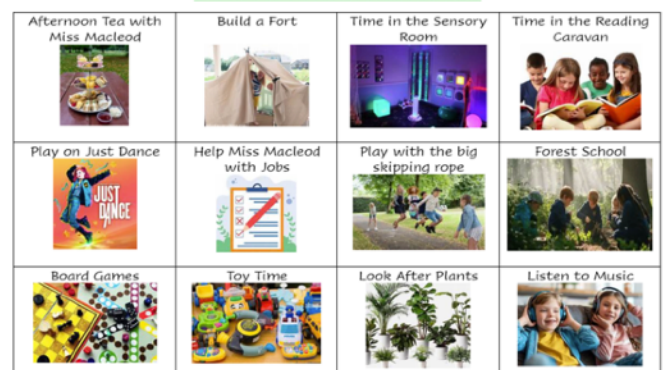 Afternoon Tea with
Miss Macleod
Build a Fort
Time in the Sensory
Room
Time in the Reading
Caravan
Play on Just Dance
JUST
DANCE
Help Miss Macleod
with Jobs
Play with the big
skipping rope
Forest School
Board Games
Toy Time
Look After Plants
Listen to Music